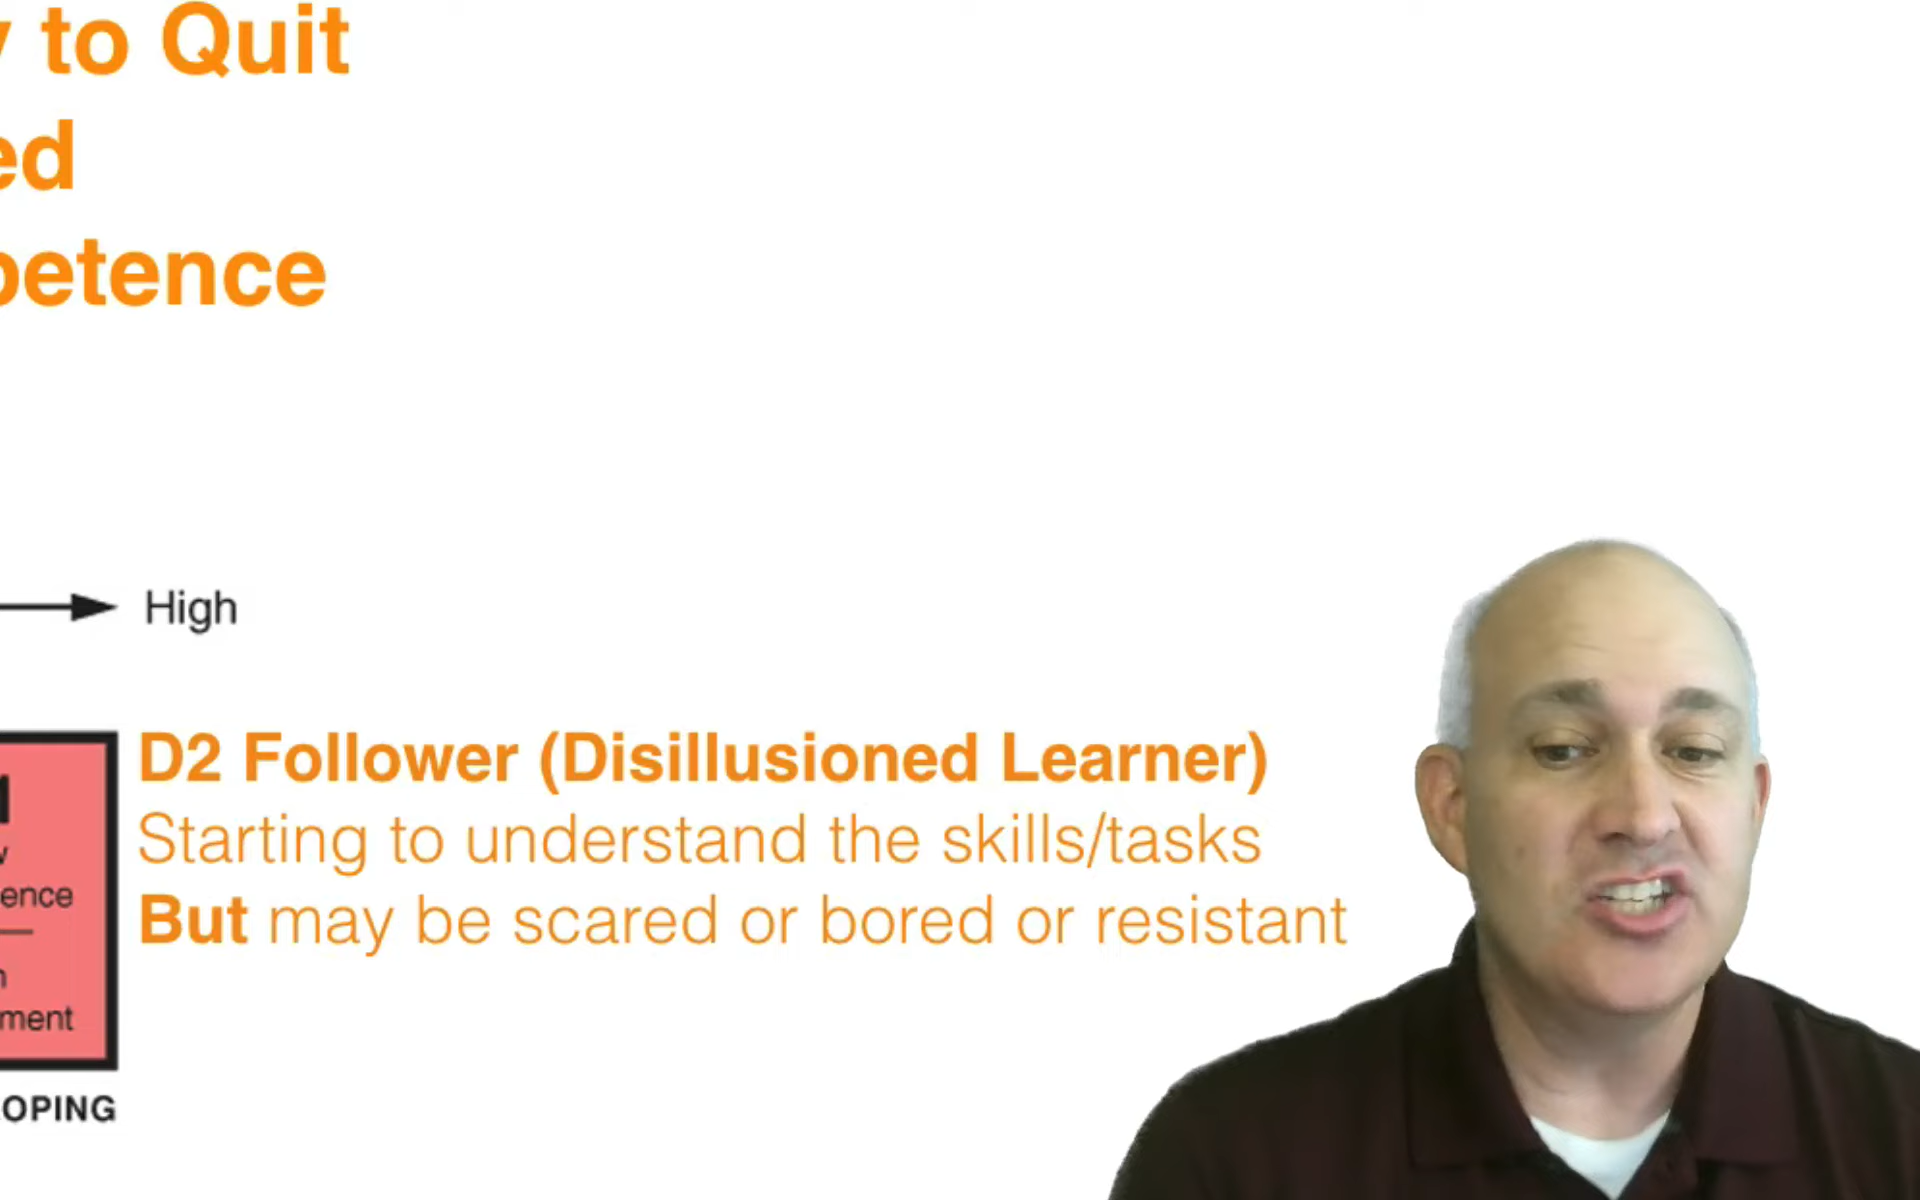 to Quit
ed
petence
High
D2 Follower (Disillusioned Learner)
Starting to understand the skills/tasks
But may be scared or bored or resistant
ence
ment
OPING